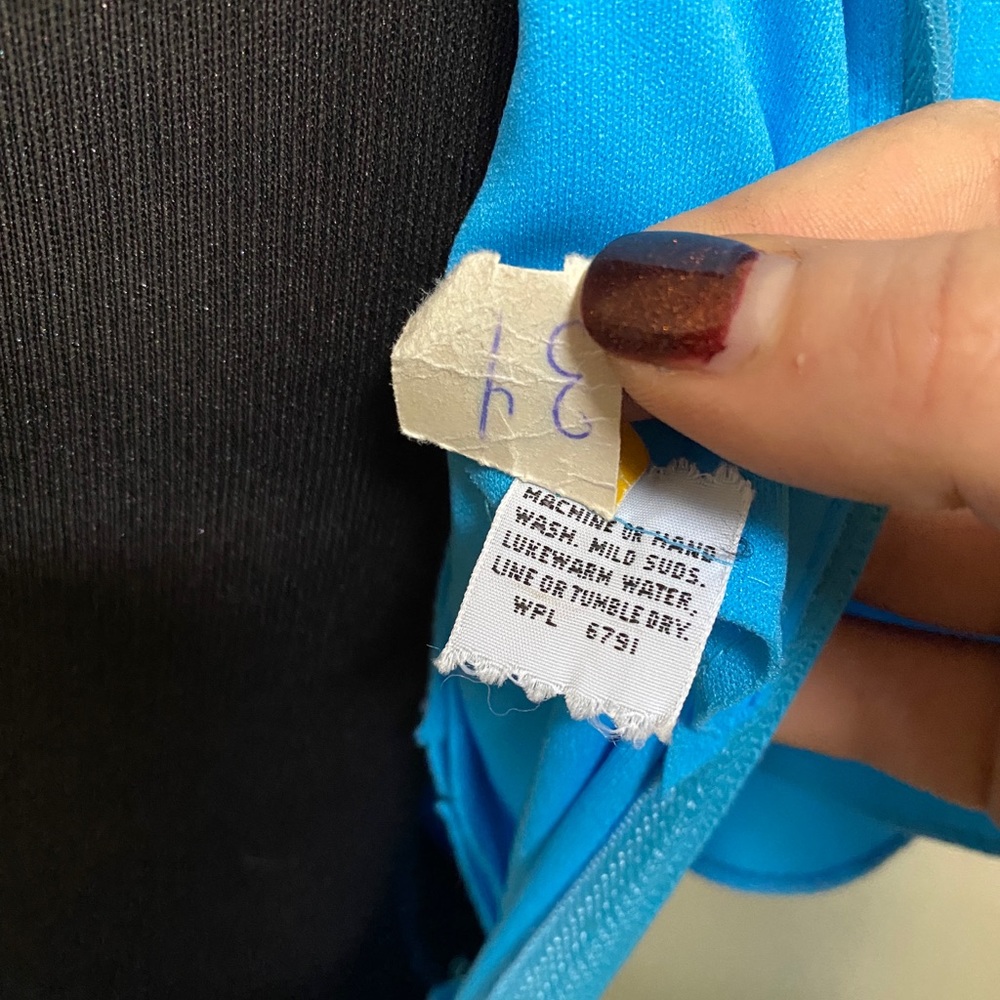 34
MACHINE OR HAND
WASH. MILD SUDS.
LUKEWARM WATER.
LINE OR TUMBLE DRY.
WPL 6791